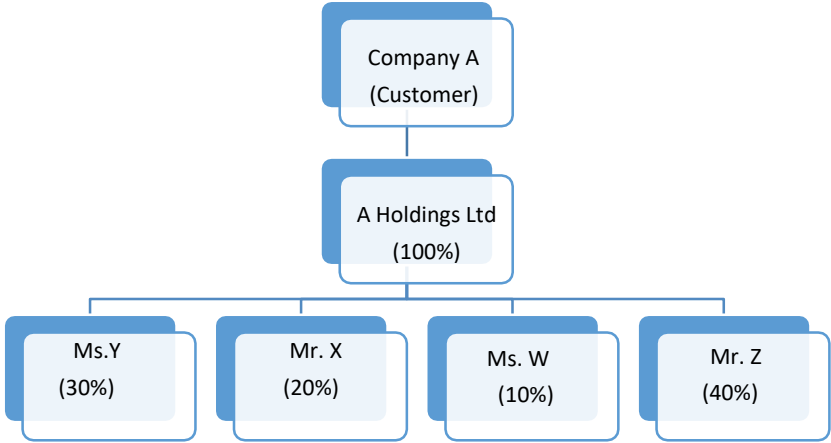 Company A
(Customer)
A Holdings Ltd
(100%)
Ms.Y
(30%)
Mr. X
(20%)
Ms. W
(10%)
Mr. Z
(40%)